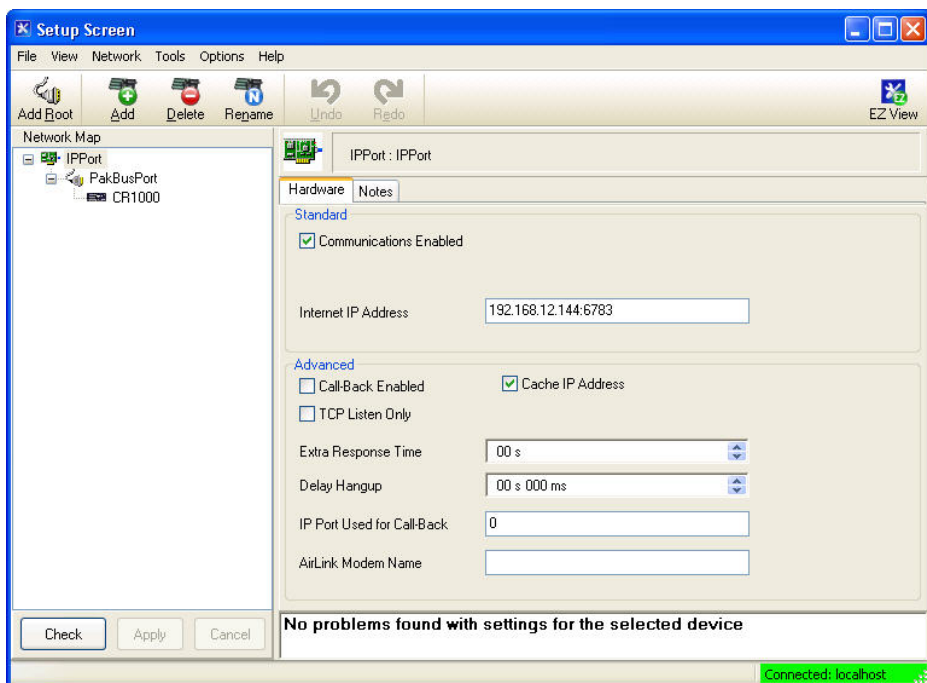 Setup Screen
File View Network Tools Options Help
Add Root Add Delete Rename Undo Redo EZ View
Network Map
IPPort
PakBusPort
CR1000
IPPort : IPPort
Hardware Notes
Standard
Communications Enabled
Internet IP Address 192.168.12.144:6783
Advanced
Call-Back Enabled Cache IP Address
TCP Listen Only
Extra Response Time 00 s
Delay Hangup 00 s 000 ms
IP Port Used for Call-Back 0
AirLink Modem Name
Check Apply Cancel
No problems found with settings for the selected device
Connected: localhost